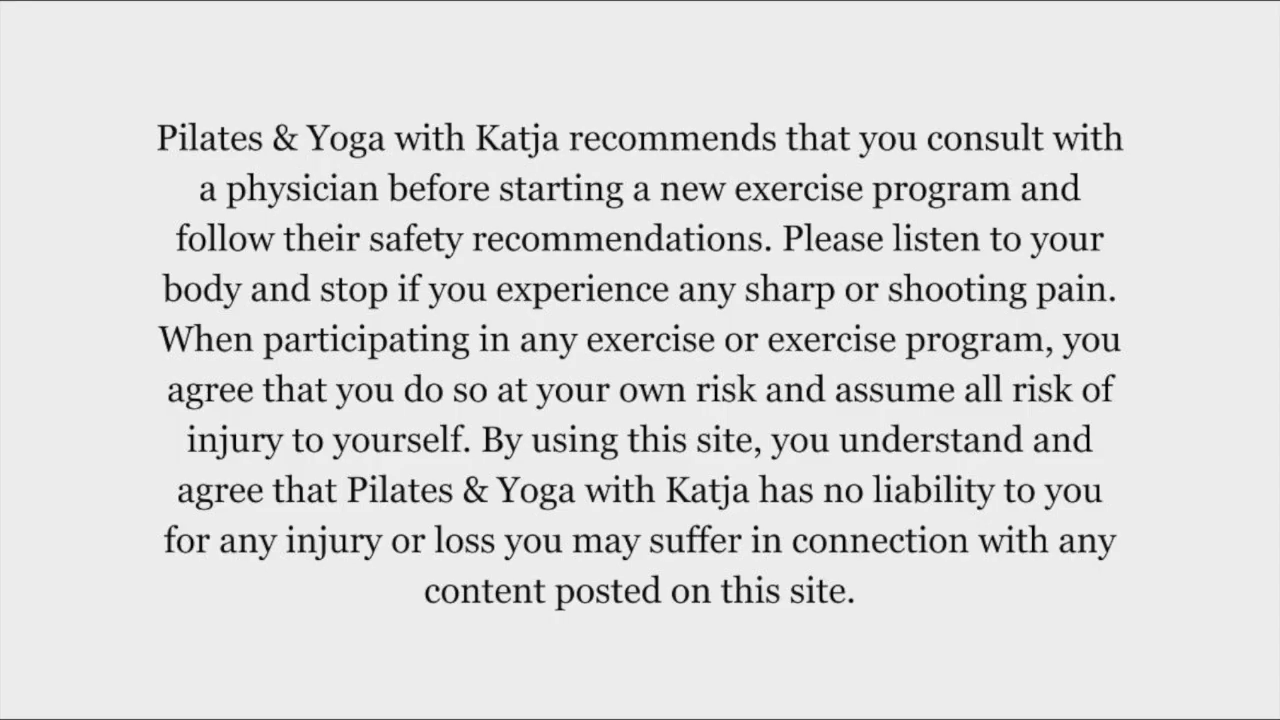 Pilates & Yoga with Katja recommends that you consult with
a physician before starting a new exercise program and
follow their safety recommendations. Please listen to your
body and stop if you experience any sharp or shooting pain.
When participating in any exercise or exercise program, you
agree that you do so at your own risk and assume all risk of
injury to yourself. By using this site, you understand and
agree that Pilates & Yoga with Katja has no liability to you
for any injury or loss you may suffer in connection with any
content posted on this site.